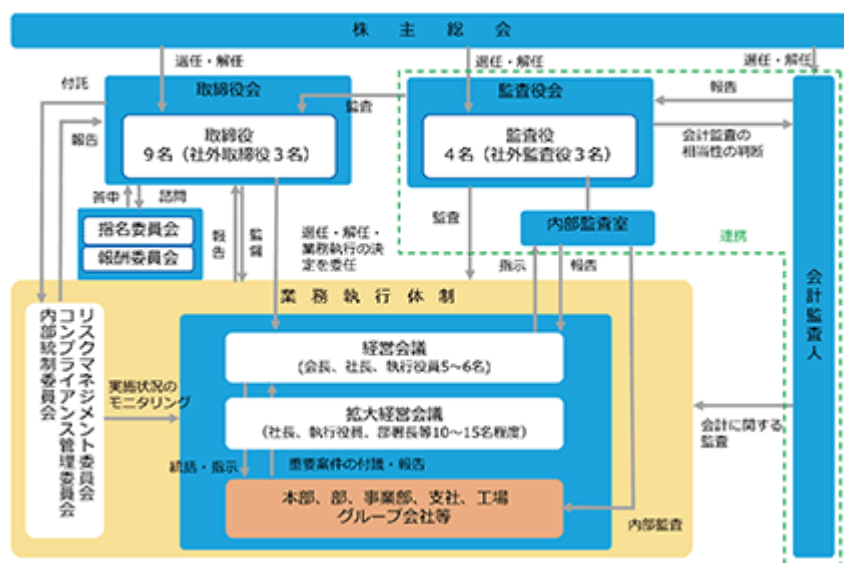 株主総会
選任・解任
選任・解任
選任・解任
付託
取締役会
監査
監査役会
報告
報告
取締役
9名(社外取締役3名)
監査役
4名(社外監査役3名)
会計監査の
相当性の判断
答申
諮問
指名委員会
報酬委員会
報告
監督
選任・解任・
業務執行の決
定を委任
監査
内部監査室
連携
指示
報告
会計監査人
業務執行体制
リスクマネジメント委員会
コンプライアンス管理委員会
内部統制委員会
経営会議
(会長、社長、執行役員5~6名)
実施状況の
モニタリング
拡大経営会議
(社長、執行役員、部署長等10~15名程度)
会計に関する
監査
統括・指示
重要案件の付議・報告
本部、部、事業部、支社、工場
グループ会社等
内部監査